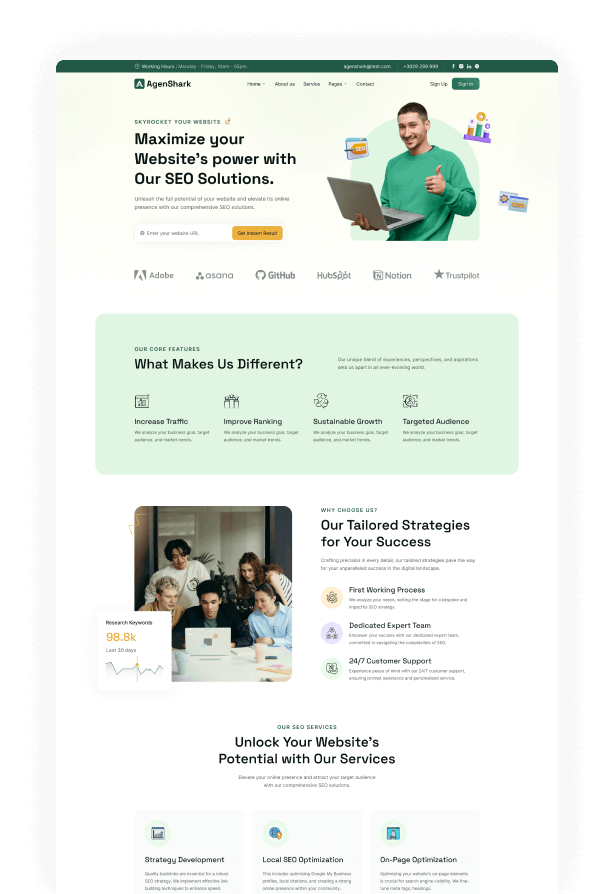 Working Hours : Monday - Friday, 10am - 05pm
agenshark@test.com
+3929 299 999
AgenShark
Home
About us
Service
Pages
Contact
Sign Up
Sign In
SKYROCKET YOUR WEBSITE
Maximize your
Website's power with
Our SEO Solutions.
Unleash the full potential of your website and elevate its online
presence with our comprehensive SEO solutions.
Enter your website URL
Get Instant Result
SEO
Adobe
asana
GitHub
HubSpot
Notion
Trustpilot
OUR CORE FEATURES
What Makes Us Different?
Our unique blend of experiences, perspectives, and aspirations
sets us apart in an ever-evolving world.
Increase Traffic
We analyze your business goal, target
audience, and market trends.
Improve Ranking
We analyze your business goal, target
audience, and market trends.
Sustainable Growth
We analyze your business goal, target
audience, and market trends.
Targeted Audience
We analyze your business goal, target
audience, and market trends.
WHY CHOOSE US?
Our Tailored Strategies
for Your Success
Crafting precision in every detail, our tailored strategies pave the way
for your unparalleled success in the digital landscape.
First Working Process
We analyze your needs, setting the stage for a bespoke and
impactful SEO strategy.
Dedicated Expert Team
Empower your success with our dedicated expert team,
committed to navigating the complexities of SEO.
24/7 Customer Support
Experience peace of mind with our 24/7 customer support,
ensuring prompt assistance and personalized service.
Research Keywords
98.8k
Last 30 days
OUR SEO SERVICES
Unlock Your Website's
Potential with Our Services
Elevate your online presence and attract your target audience
with our comprehensive SEO solutions.
Strategy Development
Quality backlinks are essential for a robust
SEO strategy. We implement effective link-
building techniques to enhance speed.
Local SEO Optimization
This includes optimizing Google My Business
profiles, local citations, and creating a strong
online presence within your community.
On-Page Optimization
Optimizing your website's on-page elements
is crucial for search engine visibility. We fine-
tune meta tags, headings.